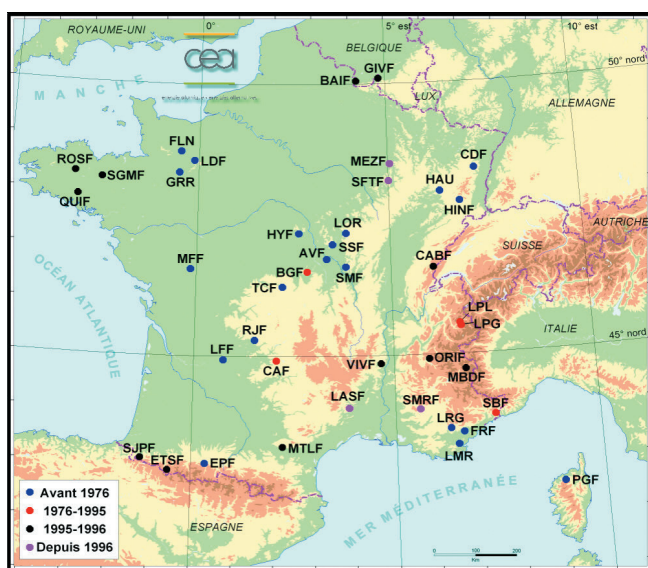 ROYAUME-UNI
0°
5° est
10° est
BELGIQUE
50° nord
cea
GIVF
BAIF
LUX
ALLEMAGNE
MANCHE
FLN
LDF
MEZF
CDF
ROSF
SGMF
GRR
SFTF
HAU
QUIF
HINF
HYF
LOR
AUTRICHE
SSF
AVF
SUISSE
MFF
BGF
SMF
CABF
TCF
LPL
LPG
OCÉAN ATLANTIQUE
RJF
ITALIE
45° nord
LFF
CAF
VIVF
ORIF
MBDF
LASF
SMRF
SBF
LRG
FRF
SJPF
MTLF
LMR
ETSF
EPF
PGF
Avant 1976
1976-1995
1995-1996
Depuis 1996
ESPAGNE
MER MÉDITERRANÉE
0 100 200
Km